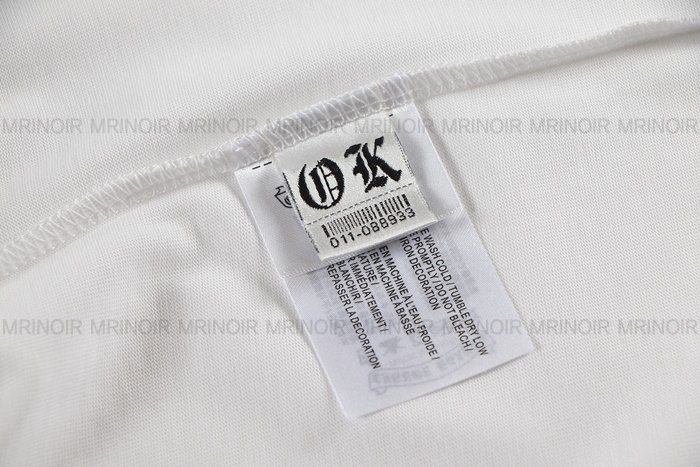 MRINOIR MRINOIR MRINOIR MRINOIR MRINOIR MRINOIR MRINOIR MRINOIR
OK
011-088933
E WASH COLD / TUMBLE DRY LOW
E PROMPTLY / DO NOT BLEACH /
IRON DECORATION
EN MACHINE A L'EAU FROIDE /
EN MACHINE A BASSE
ATURE /
R IMMÉDIATEMENT /
BLANCHIR /
REPASSER LA DECORATION
MRINOIR MRINOIR MRINOIR MRINOIR MRINOIR MRINOIR MRINOIR MRINOIR